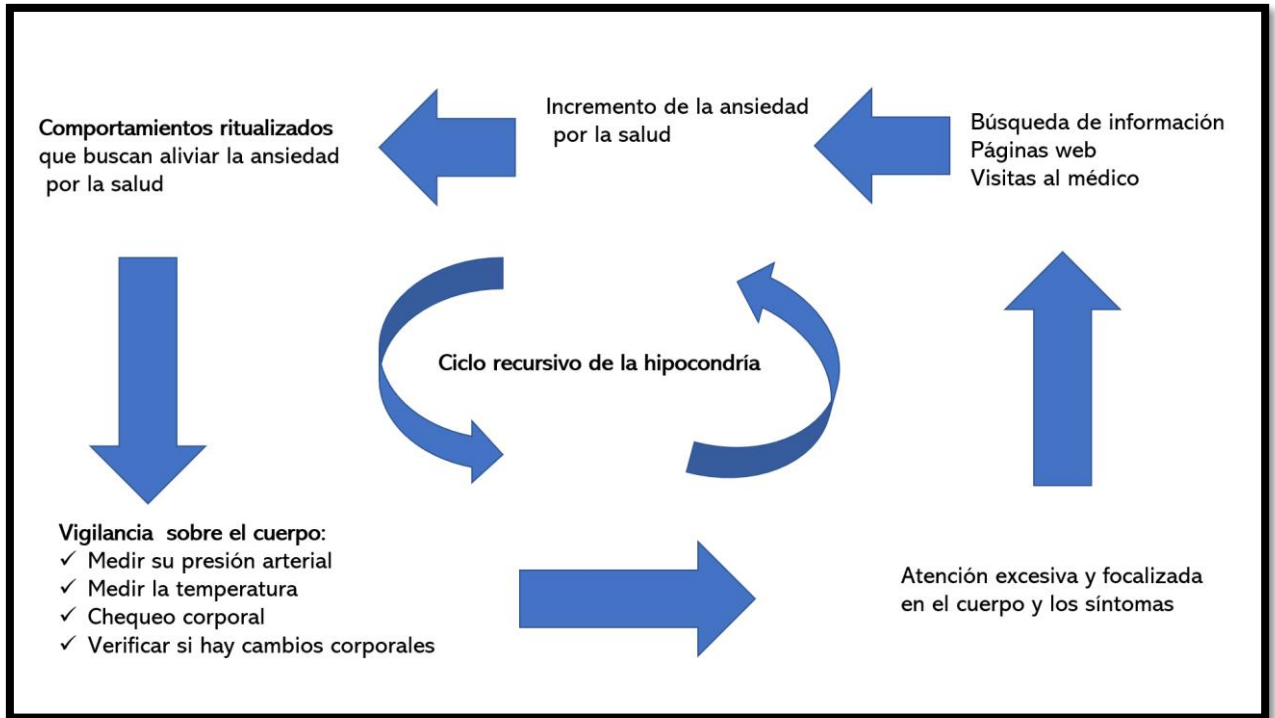 Comportamientos ritualizados
que buscan aliviar la ansiedad
por la salud
Incremento de la ansiedad
por la salud
Búsqueda de información
Páginas web
Visitas al médico
Ciclo recursivo de la hipocondría
Vigilancia sobre el cuerpo:
✓ Medir su presión arterial
✓ Medir la temperatura
✓ Chequeo corporal
✓ Verificar si hay cambios corporales
Atención excesiva y focalizada
en el cuerpo y los síntomas